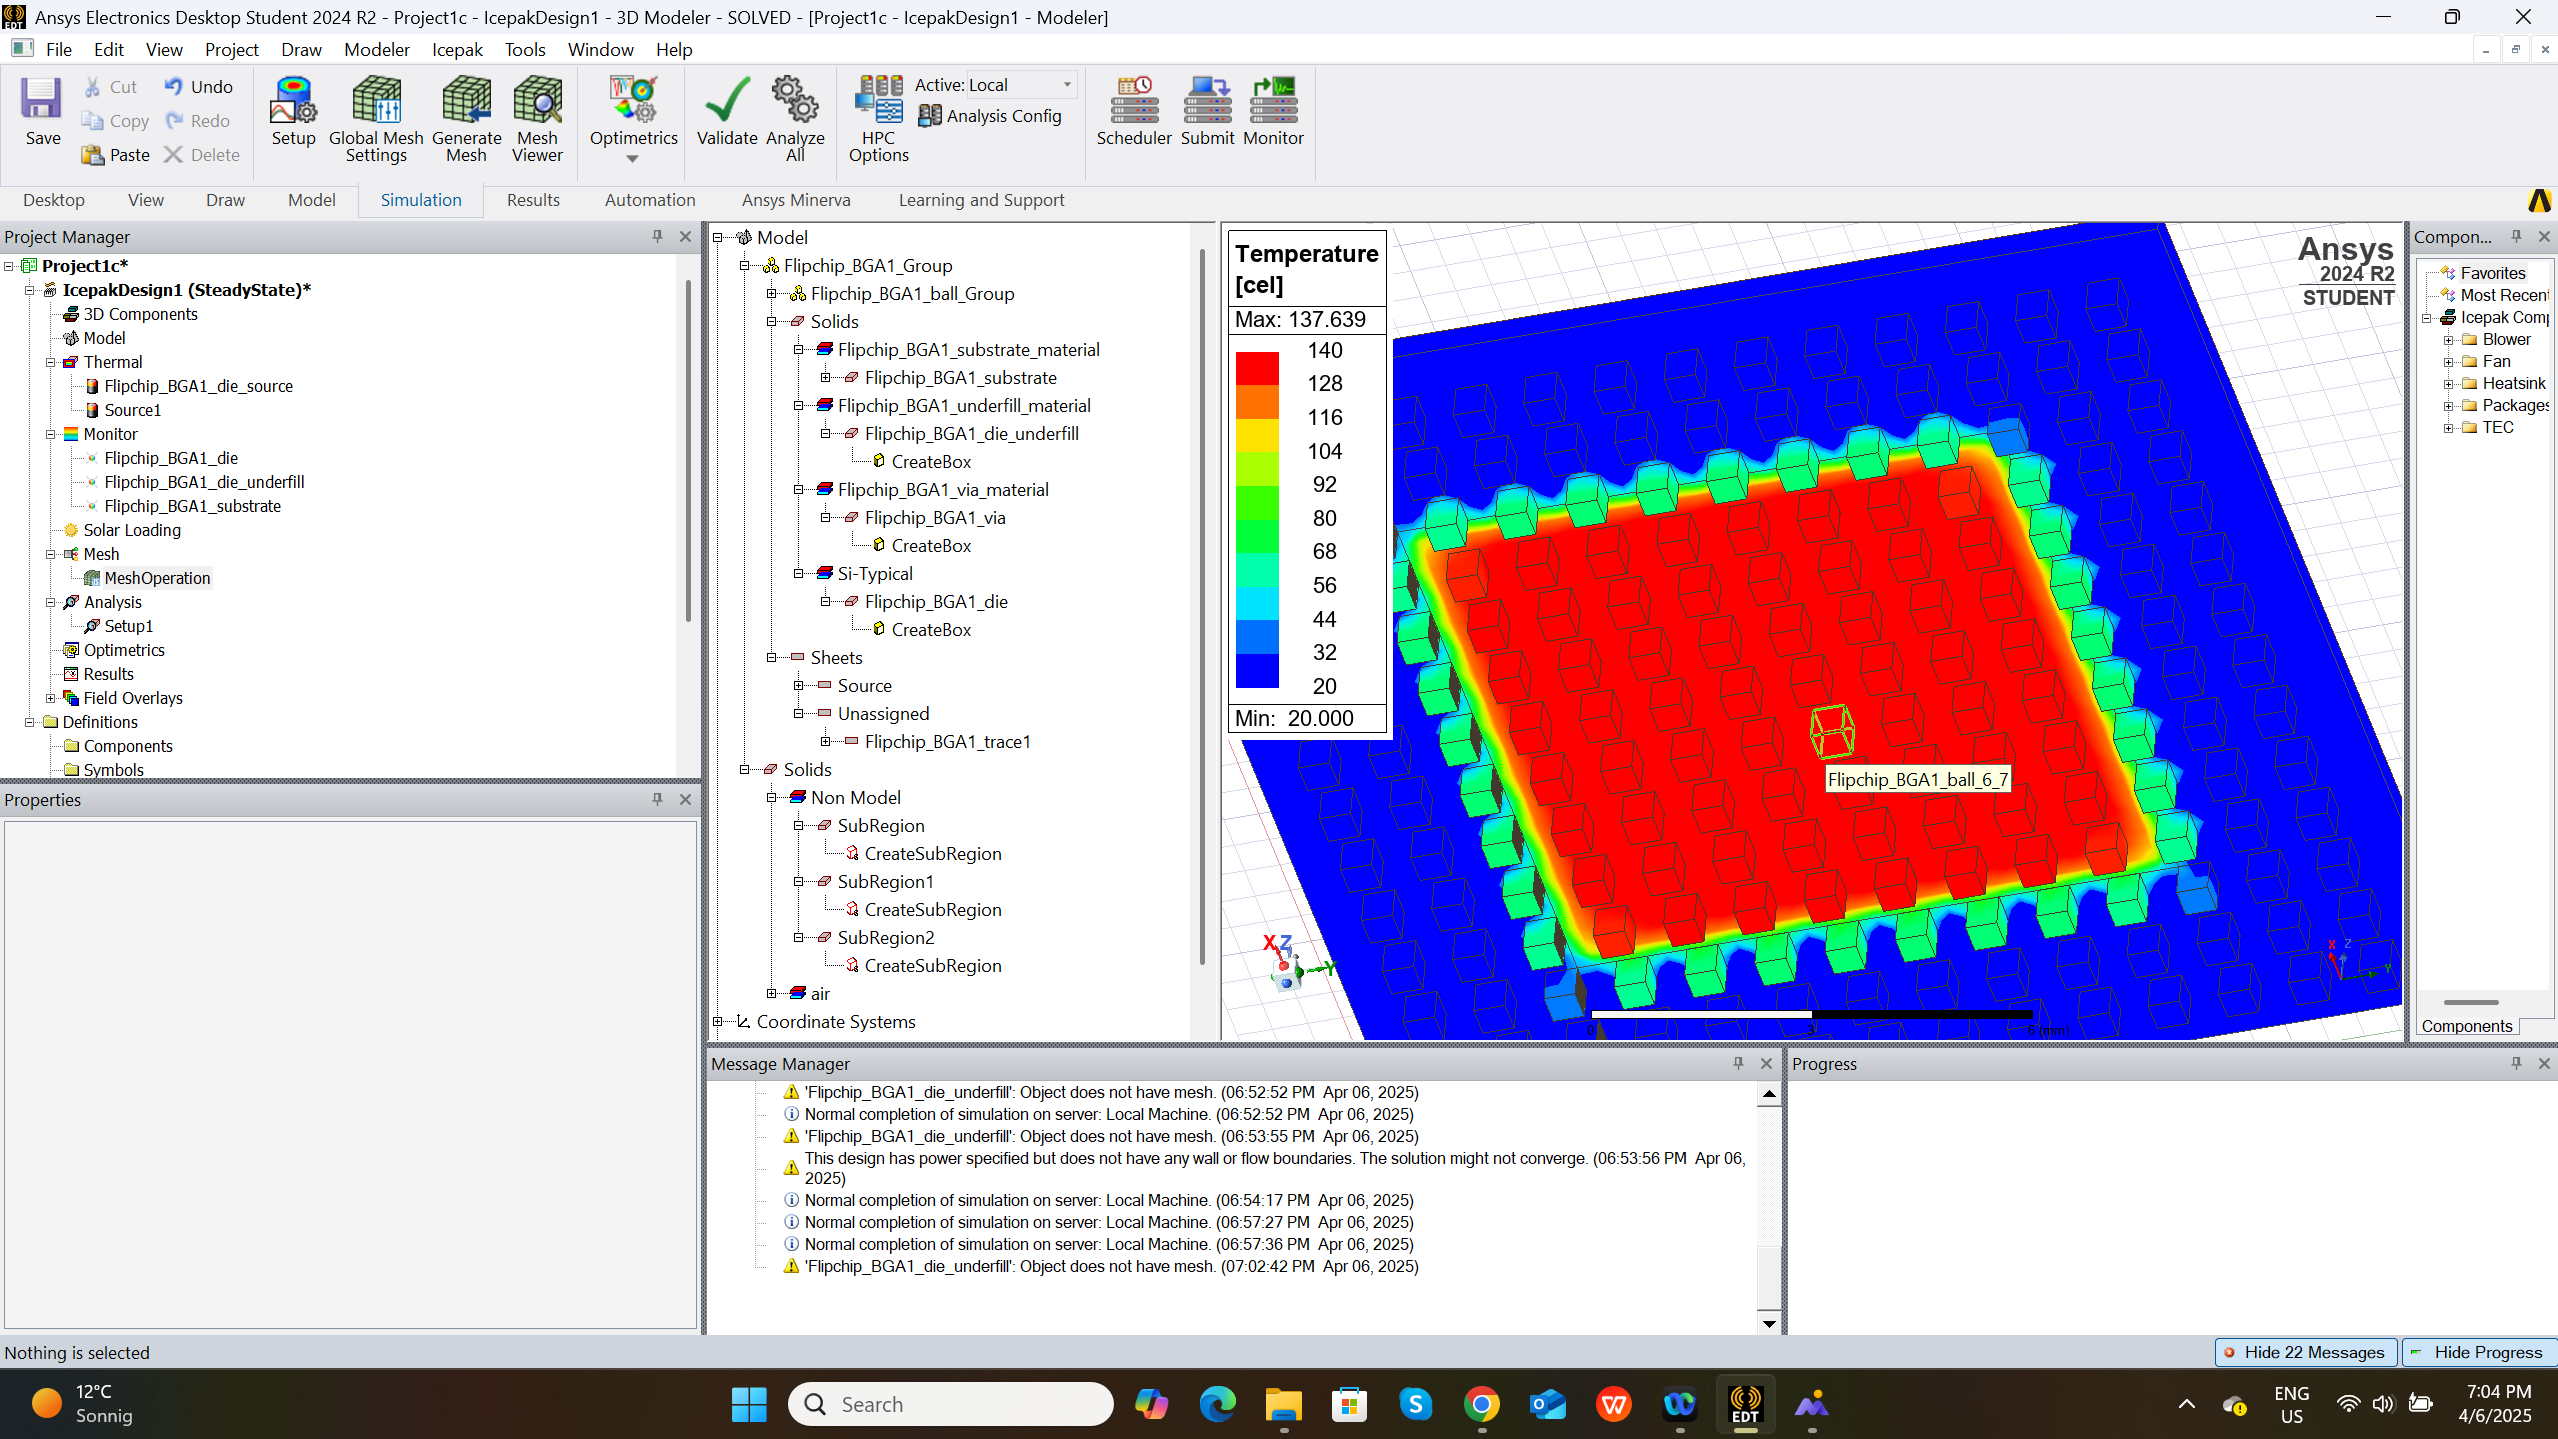 Ansys Electronics Desktop Student 2024 R2 - Project1c - IcepakDesign1 - 3D Modeler - SOLVED - [Project1c - IcepakDesign1 - Modeler]
File Edit View Project Draw Modeler Icepak Tools Window Help
Save
Cut
Copy
Paste
Undo
Redo
Delete
Setup
Global Mesh Settings
Generate Mesh
Mesh Viewer
Optimetrics
Validate
Analyze All
HPC Options
Active: Local
Analysis Config
Scheduler
Submit
Monitor
Desktop View Draw Model Simulation Results Automation Ansys Minerva Learning and Support
Project Manager
Project1c*
IcepakDesign1 (SteadyState)*
3D Components
Model
Thermal
Flipchip_BGA1_die_source
Source1
Monitor
Flipchip_BGA1_die
Flipchip_BGA1_die_underfill
Flipchip_BGA1_substrate
Solar Loading
Mesh
MeshOperation
Analysis
Setup1
Optimetrics
Results
Field Overlays
Definitions
Components
Symbols
Properties
Model
Flipchip_BGA1_Group
Flipchip_BGA1_ball_Group
Solids
Flipchip_BGA1_substrate_material
Flipchip_BGA1_substrate
Flipchip_BGA1_underfill_material
Flipchip_BGA1_die_underfill
CreateBox
Flipchip_BGA1_via_material
Flipchip_BGA1_via
CreateBox
Si-Typical
Flipchip_BGA1_die
CreateBox
Sheets
Source
Unassigned
Flipchip_BGA1_trace1
Solids
Non Model
SubRegion
CreateSubRegion
SubRegion1
CreateSubRegion
SubRegion2
CreateSubRegion
air
Coordinate Systems
Temperature
[cel]
Max: 137.639
140
128
116
104
92
80
68
56
44
32
20
Min: 20.000
Ansys
2024 R2
STUDENT
Flipchip_BGA1_ball_6_7
X Z
Y
X Z
Y
0
Compon...
Favorites
Most Recent
Icepak Comp
Blower
Fan
Heatsink
Packages
TEC
Components
Message Manager
'Flipchip_BGA1_die_underfill': Object does not have mesh. (06:52:52 PM Apr 06, 2025)
Normal completion of simulation on server: Local Machine. (06:52:52 PM Apr 06, 2025)
'Flipchip_BGA1_die_underfill': Object does not have mesh. (06:53:55 PM Apr 06, 2025)
This design has power specified but does not have any wall or flow boundaries. The solution might not converge. (06:53:56 PM Apr 06,
2025)
Normal completion of simulation on server: Local Machine. (06:54:17 PM Apr 06, 2025)
Normal completion of simulation on server: Local Machine. (06:57:27 PM Apr 06, 2025)
Normal completion of simulation on server: Local Machine. (06:57:36 PM Apr 06, 2025)
'Flipchip_BGA1_die_underfill': Object does not have mesh. (07:02:42 PM Apr 06, 2025)
Progress
Nothing is selected
Hide 22 Messages
Hide Progress
12°C
Sonnig
Search
EDT
ENG
US
7:04 PM
4/6/2025